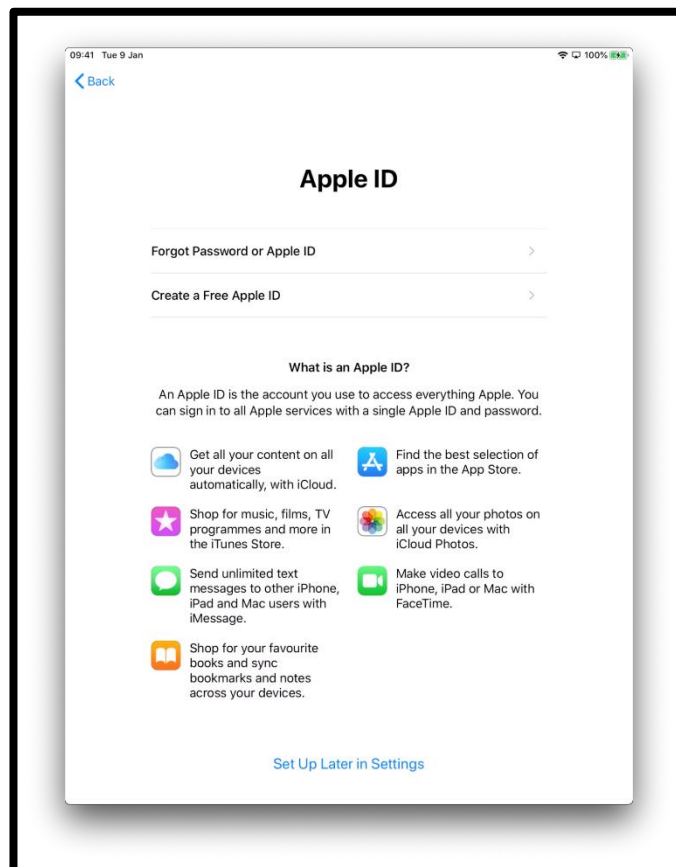 09:41 Tue 9 Jan
100%
Back
Apple ID
Forgot Password or Apple ID
Create a Free Apple ID
What is an Apple ID?
An Apple ID is the account you use to access everything Apple. You
can sign in to all Apple services with a single Apple ID and password.
Get all your content on all
your devices
automatically, with iCloud.
Find the best selection of
apps in the App Store.
Shop for music, films, TV
programmes and more in
the iTunes Store.
Access all your photos on
all your devices with
iCloud Photos.
Send unlimited text
messages to other iPhone,
iPad and Mac users with
iMessage.
Make video calls to
iPhone, iPad or Mac with
FaceTime.
Shop for your favourite
books and sync
bookmarks and notes
across your devices.
Set Up Later in Settings